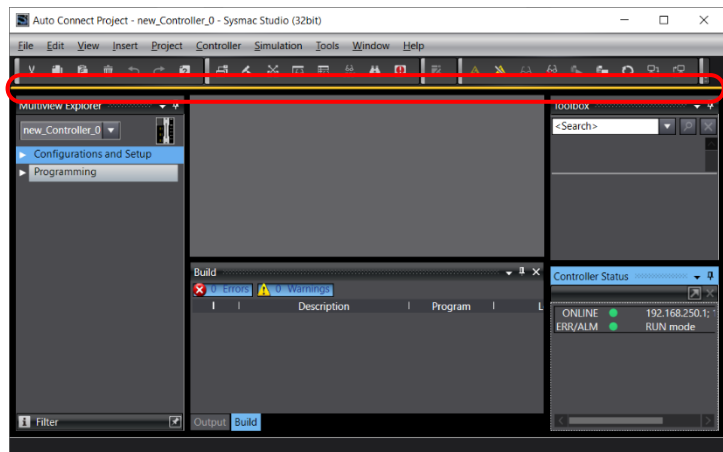 Auto Connect Project - new_Controller_0 - Sysmac Studio (32bit)
File Edit View Insert Project Controller Simulation Tools Window Help
Multiview Explorer
new_Controller_0
Configurations and Setup
Programming
Filter
Build
0 Errors 0 Warnings
Description Program L
Output Build
Toolbox
<Search>
Controller Status
ONLINE 192.168.250.1;
ERR/ALM RUN mode